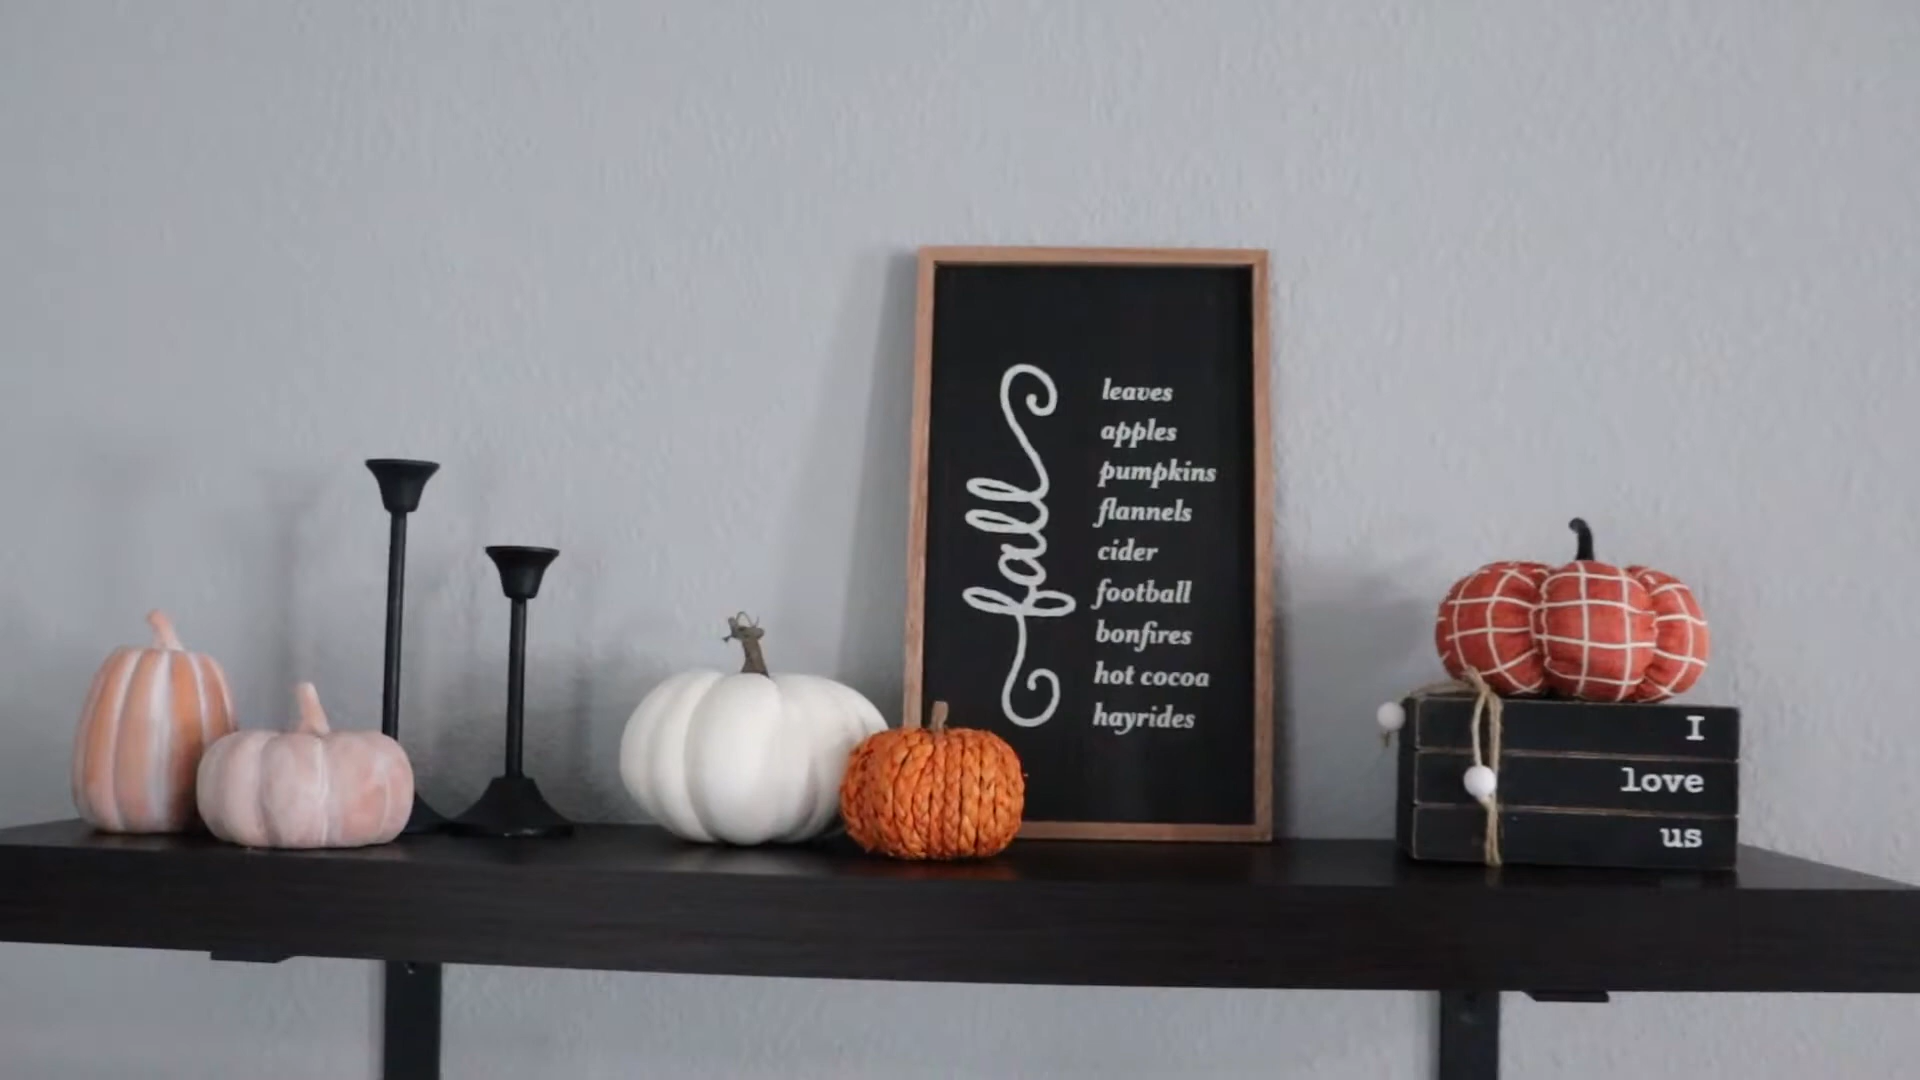 fall
leaves
apples
pumpkins
flannels
cider
football
bonfires
hot cocoa
hayrides
I
love
us